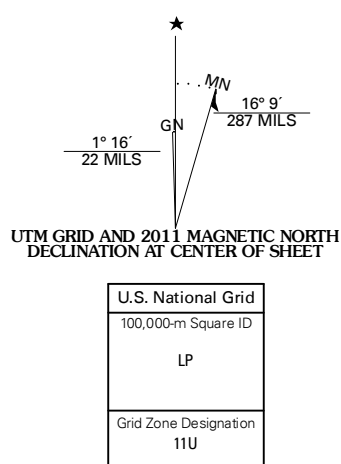 ★
MN
GN
16° 9´
287 MILS
1° 16´
22 MILS
UTM GRID AND 2011 MAGNETIC NORTH
DECLINATION AT CENTER OF SHEET
U.S. National Grid
100,000-m Square ID
LP
Grid Zone Designation
11U